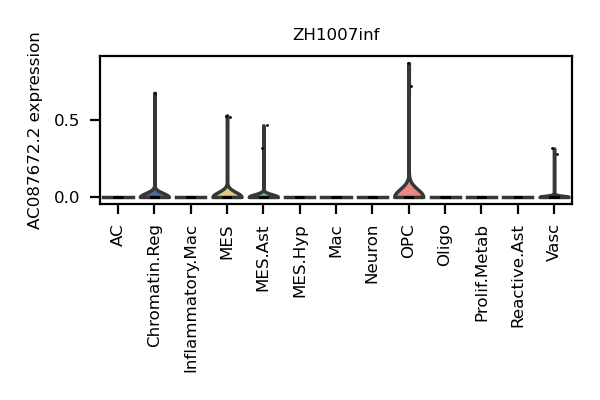 ZH1007inf
AC087672.2 expression
0.5
0.0
AC
Chromatin.Reg
Inflammatory.Mac
MES
MES.Ast
MES.Hyp
Mac
Neuron
OPC
Oligo
Prolif.Metab
Reactive.Ast
Vasc